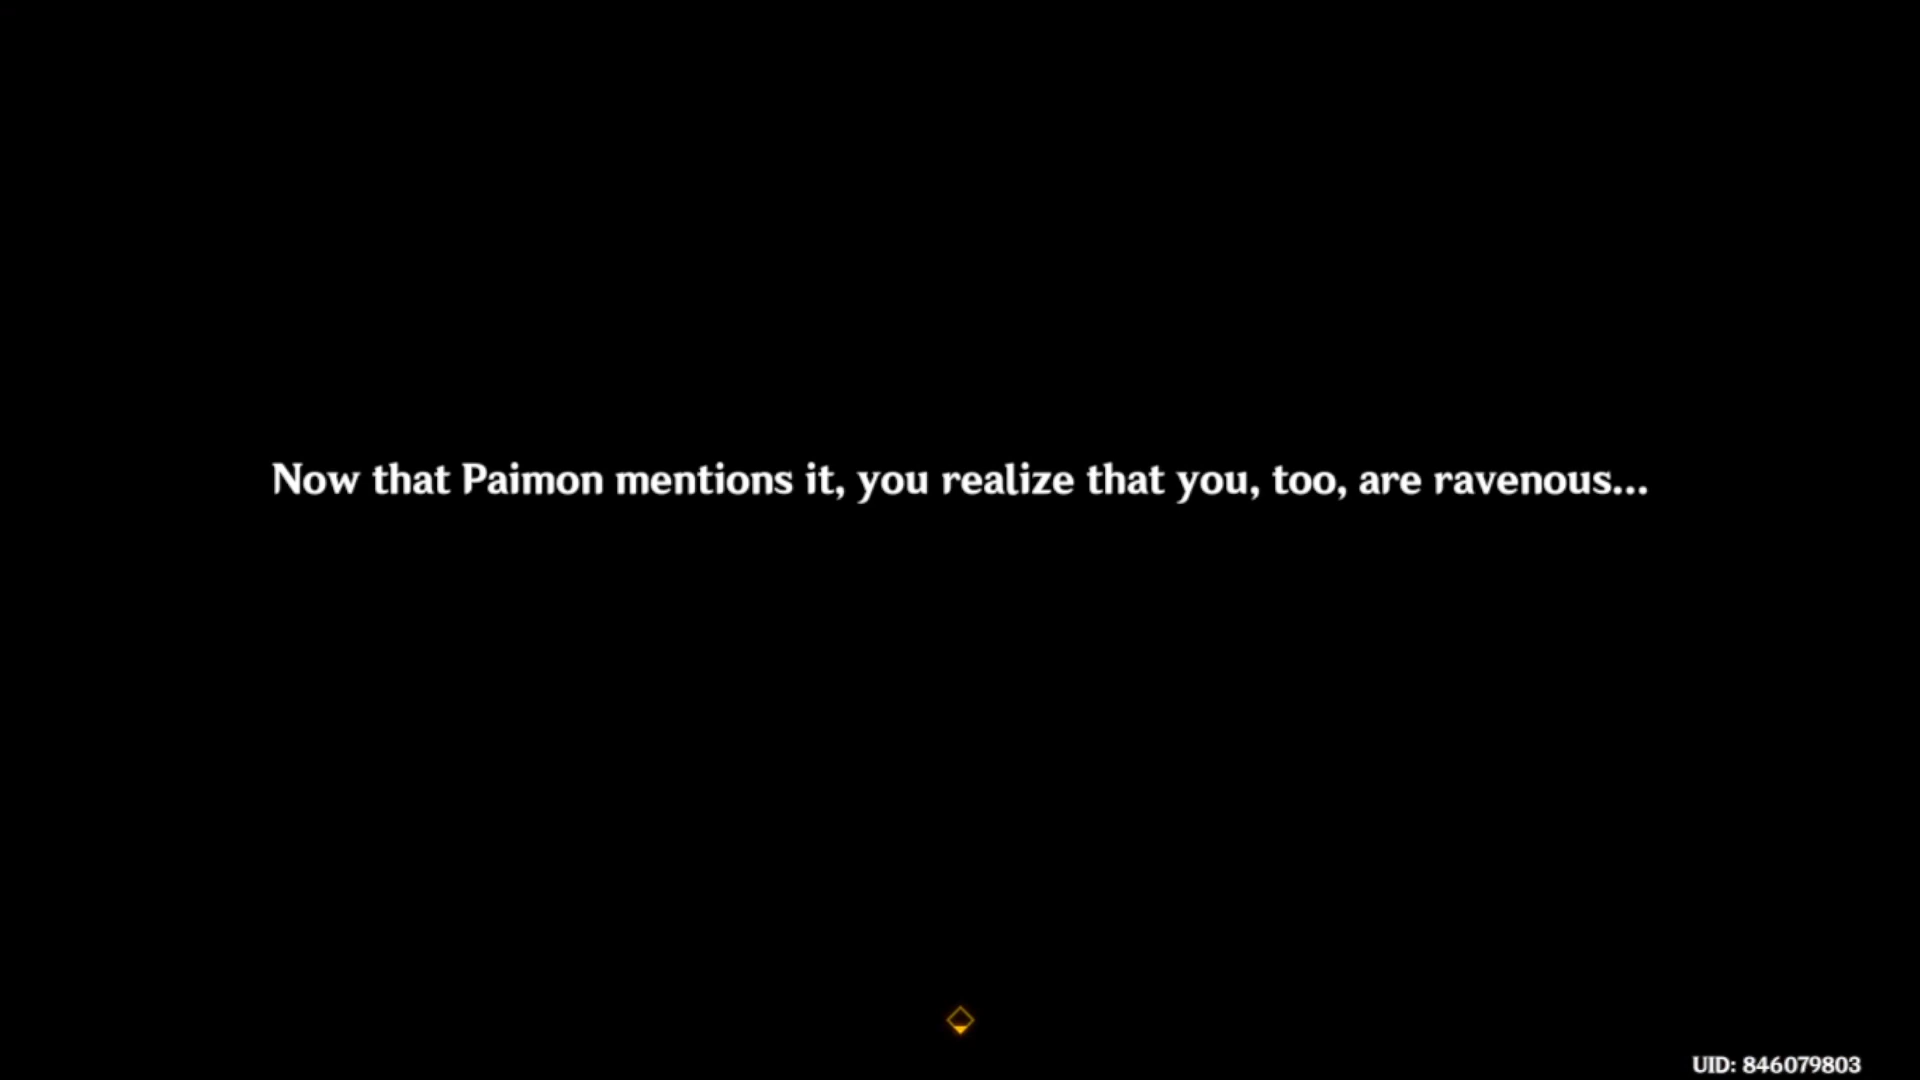 Now that Paimon mentions it, you realize that you, too, are ravenous...
UID: 846079803